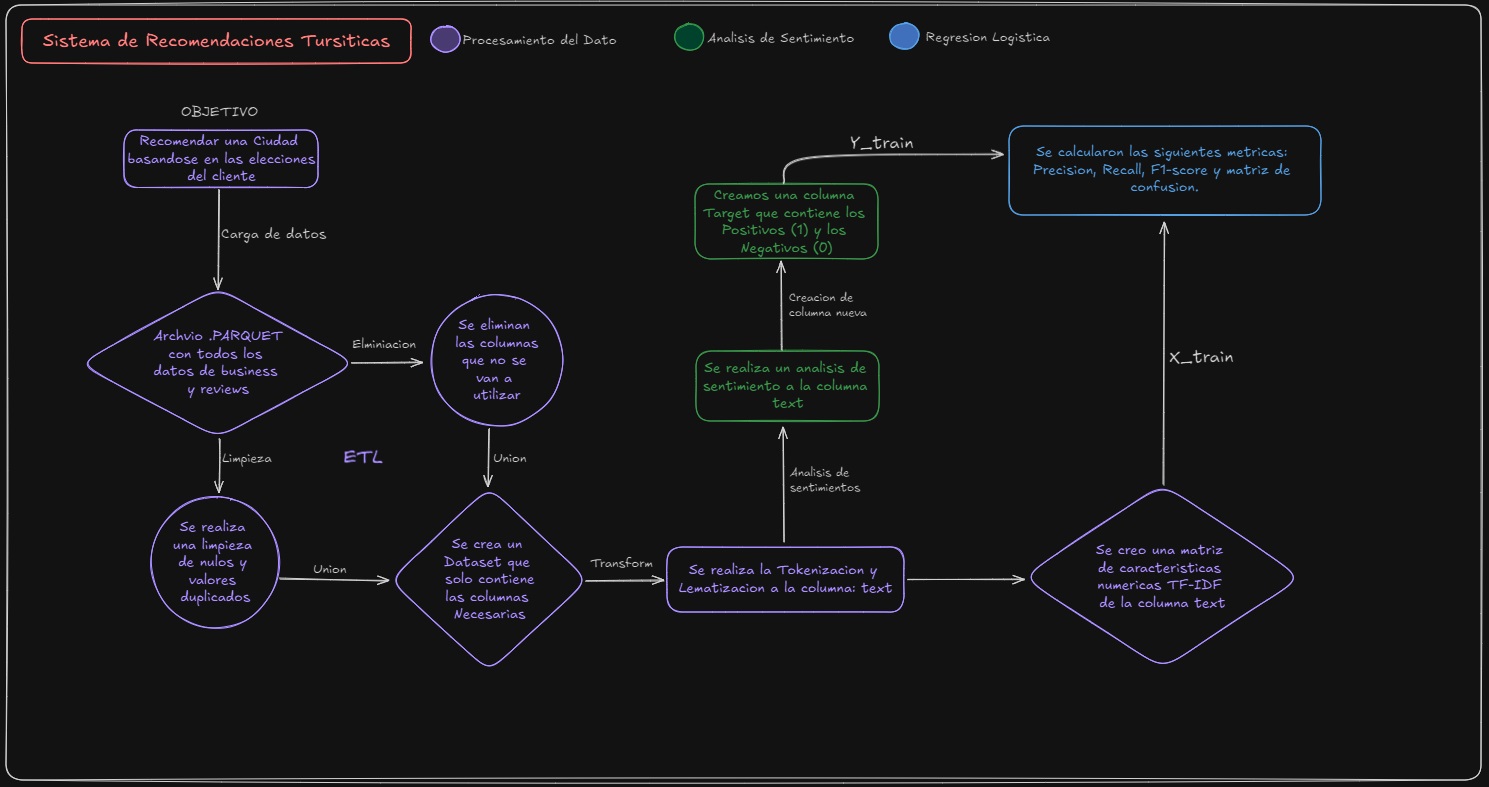 Sistema de Recomendaciones Tursiticas
Procesamiento del Dato
Analisis de Sentimiento
Regresion Logistica
OBJETIVO
Recomendar una Ciudad
basandose en las elecciones
del cliente
Carga de datos
Archvio .PARQUET
con todos los
datos de business
y reviews
Elminiacion
Se eliminan
las columnas
que no se
van a
utilizar
Limpieza
ETL
Union
Se realiza
una limpieza
de nulos y
valores
duplicados
Union
Se crea un
Dataset que
solo contiene
las columnas
Necesarias
Transform
Se realiza la Tokenizacion y
Lematizacion a la columna: text
Analisis de
sentimientos
Se realiza un analisis de
sentimiento a la columna
text
Creacion de
columna nueva
Creamos una columna
Target que contiene los
Positivos (1) y los
Negativos (0)
Y_train
Se calcularon las siguientes metricas:
Precision, Recall, F1-score y matriz de
confusion.
X_train
Se creo una matriz
de caracteristicas
numericas TF-IDF
de la columna text